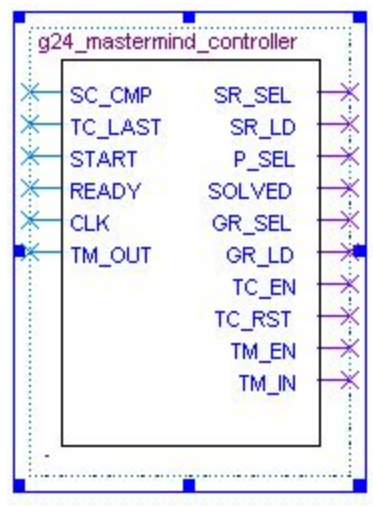 g24_mastermind_controller
SC_CMP SR_SEL
TC_LAST SR_LD
START P_SEL
READY SOLVED
CLK GR_SEL
TM_OUT GR_LD
TC_EN
TC_RST
TM_EN
TM_IN